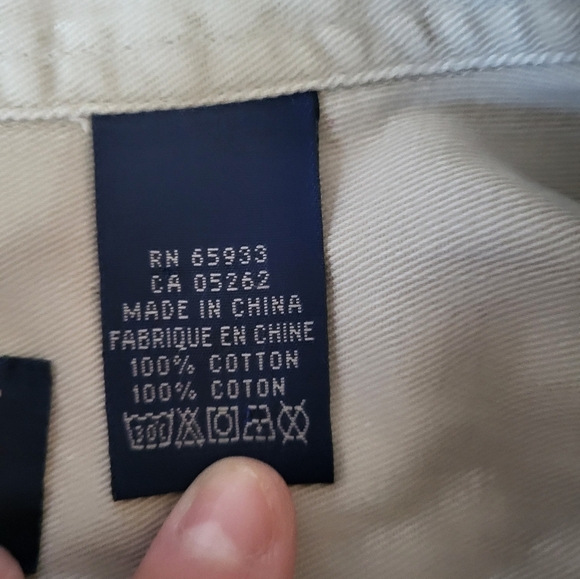 RN 65933
CA 05262
MADE IN CHINA
FABRIQUE EN CHINE
100% COTTON
100% COTON